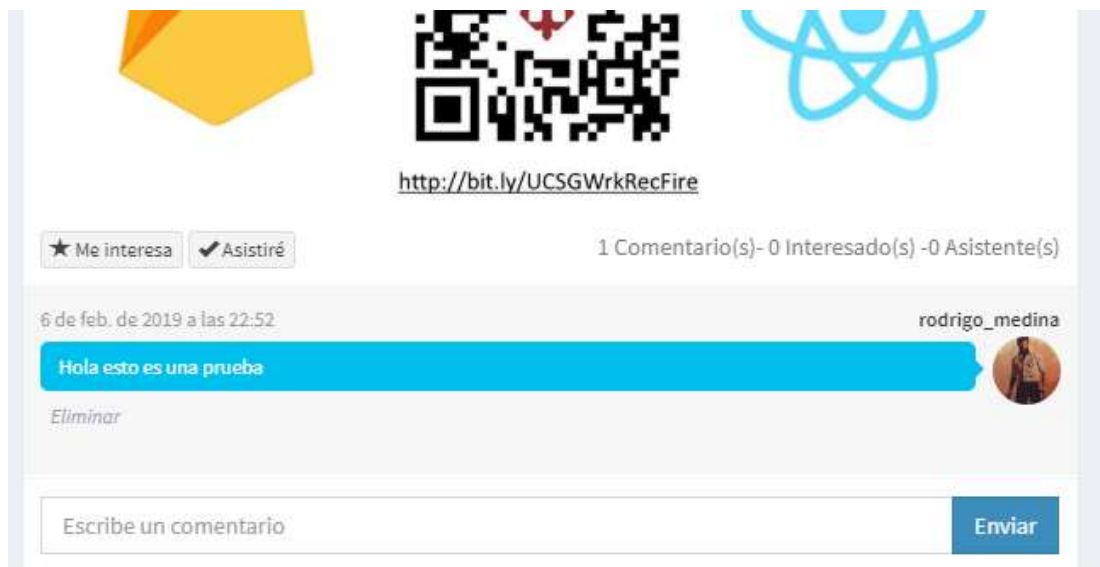 http://bit.ly/UCSGWrkRecFire
Me interesa Asistiré 1 Comentario(s)- 0 Interesado(s) -0 Asistente(s)
6 de feb. de 2019 a las 22:52 rodrigo_medina
Hola esto es una prueba
Eliminar
Escribe un comentario Enviar